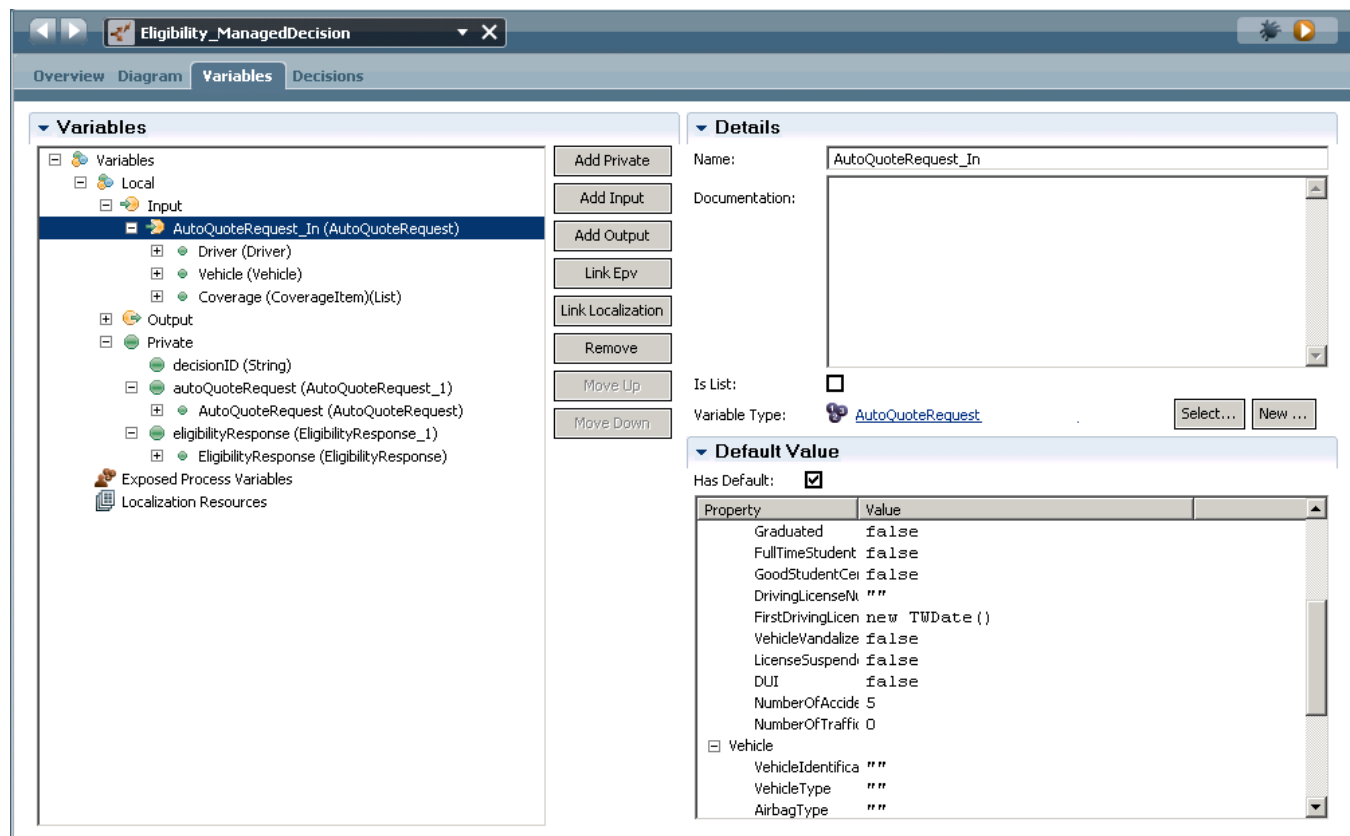 Eligibility_ManagedDecision
Overview Diagram Variables Decisions
Variables
Variables
Local
Input
AutoQuoteRequest_In (AutoQuoteRequest)
Driver (Driver)
Vehicle (Vehicle)
Coverage (CoverageItem)(List)
Output
Private
decisionID (String)
autoQuoteRequest (AutoQuoteRequest_1)
AutoQuoteRequest (AutoQuoteRequest)
eligibilityResponse (EligibilityResponse_1)
EligibilityResponse (EligibilityResponse)
Exposed Process Variables
Localization Resources
Add Private
Add Input
Add Output
Link Epv
Link Localization
Remove
Move Up
Move Down
Details
Name: AutoQuoteRequest_In
Documentation:
Is List:
Variable Type: AutoQuoteRequest Select... New ...
Default Value
Has Default:
Property Value
Graduated false
FullTimeStudent false
GoodStudentCer false
DrivingLicenseNu ""
FirstDrivingLicen new TWDate()
VehicleVandalize false
LicenseSuspend false
DUI false
NumberOfAccide 5
NumberOfTraffic 0
Vehicle
VehicleIdentifica ""
VehicleType ""
AirbagType ""